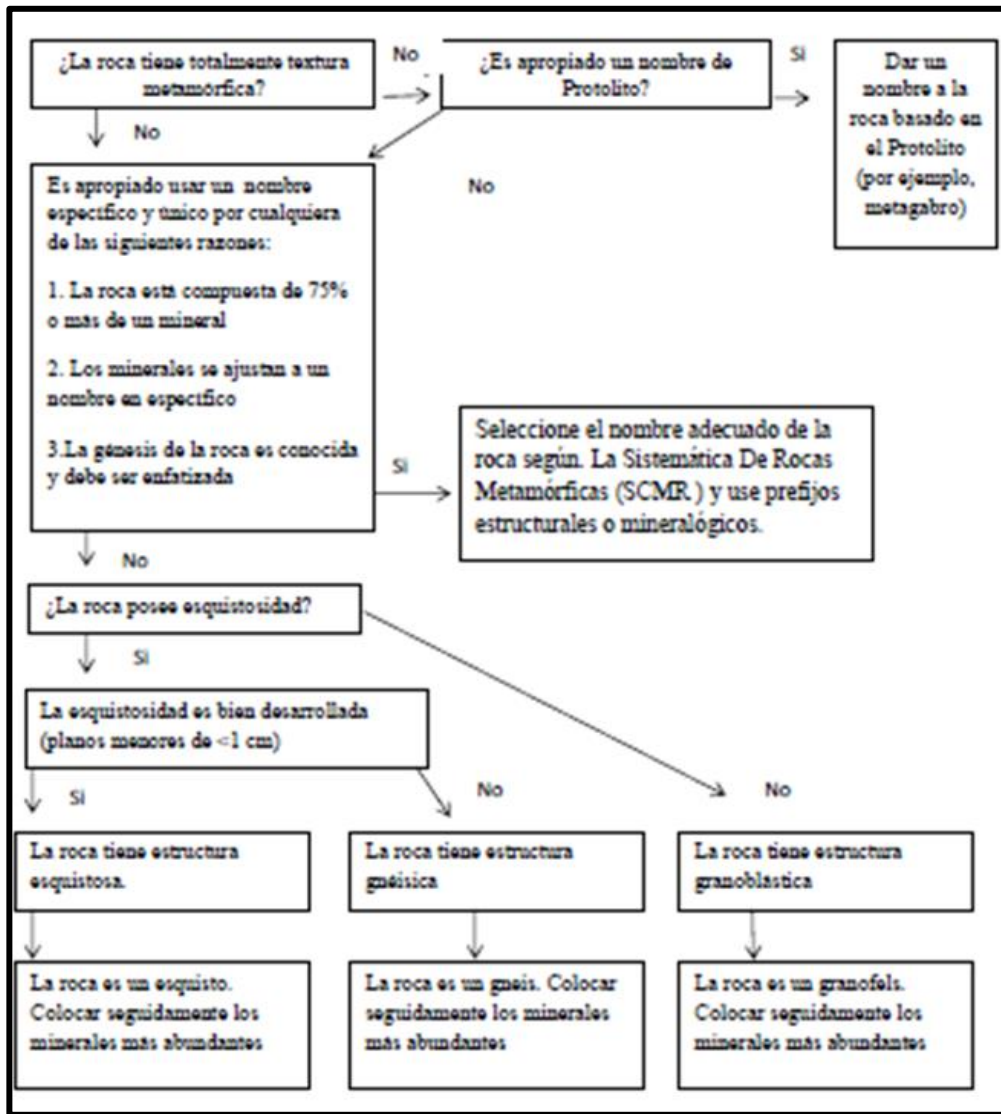 ¿La roca tiene totalmente textura
metamórfica?
No
¿Es apropiado un nombre de
Protolito?
Si
Dar un
nombre a la
roca basado en
el Protolito
(por ejemplo,
metagabro)
No
No
Es apropiado usar un nombre
específico y único por cualquiera
de las siguientes razones:
1. La roca está compuesta de 75%
o más de un mineral
2. Los minerales se ajustan a un
nombre en específico
3.La génesis de la roca es conocida
y debe ser enfatizada
Si
Seleccione el nombre adecuado de la
roca según. La Sistemática De Rocas
Metamórficas (SCMR ) y use prefijos
estructurales o mineralógicos.
No
¿La roca posee esquistosidad?
Si
La esquistosidad es bien desarrollada
(planos menores de <1 cm)
Si
No
No
La roca tiene estructura
esquistosa.
La roca tiene estructura
gnéisica
La roca tiene estructura
granoblástica
La roca es un esquisto.
Colocar seguidamente los
minerales más abundantes
La roca es un gneis. Colocar
seguidamente los minerales
más abundantes
La roca es un granofels.
Colocar seguidamente los
minerales más abundantes